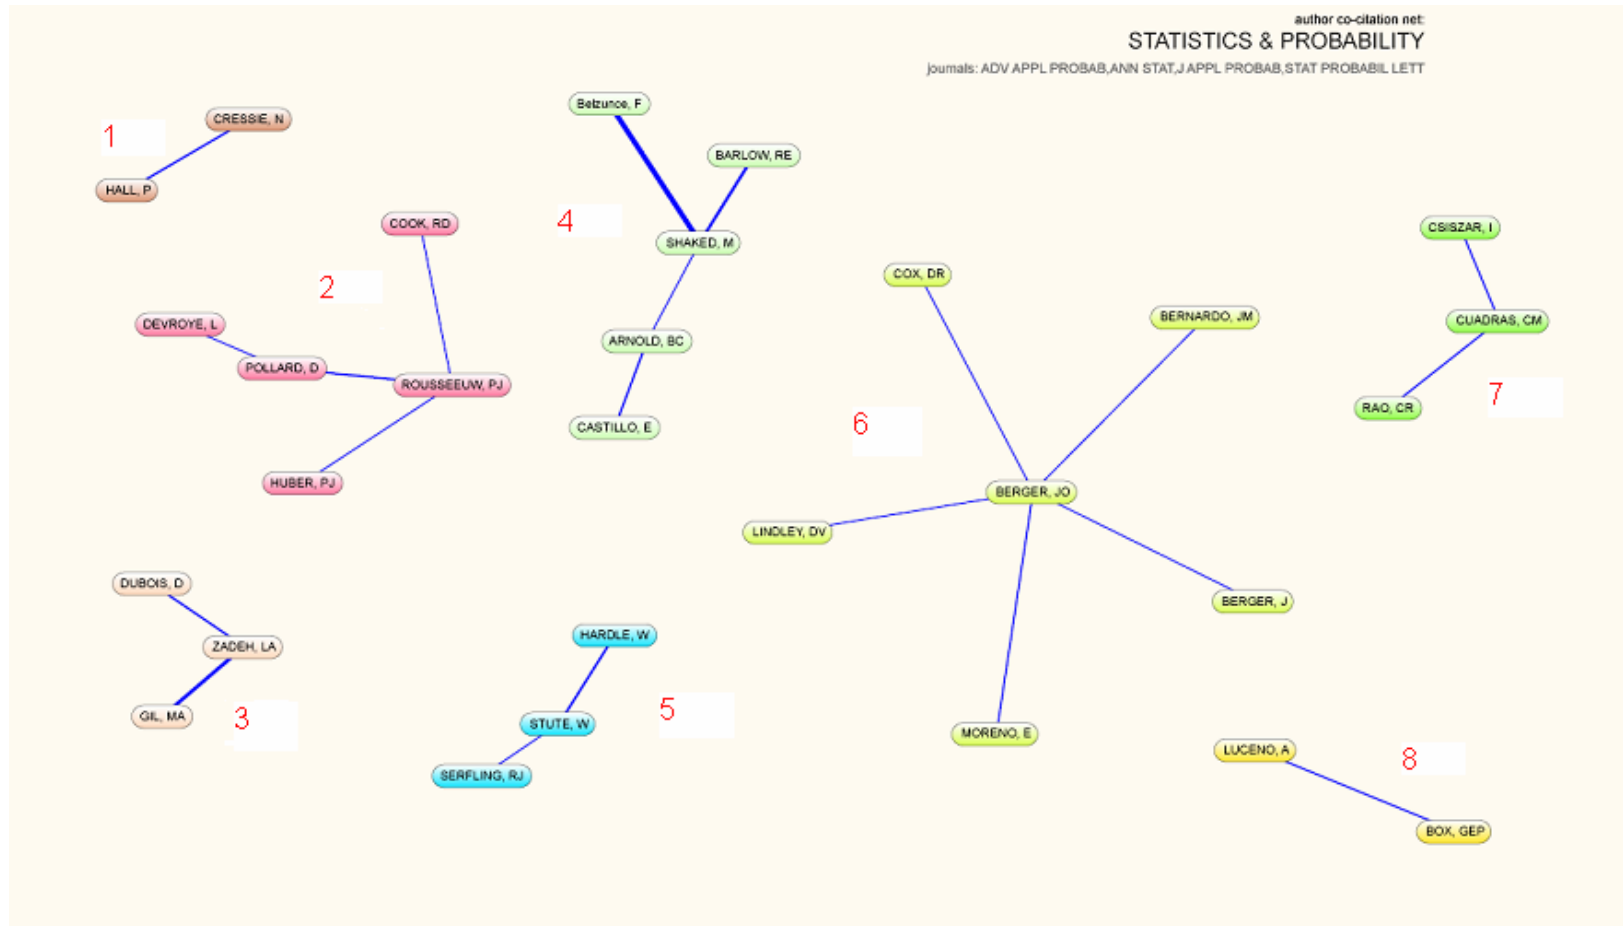 author co-citation net:
STATISTICS & PROBABILITY
journals: ADV APPL PROBAB,ANN STAT,J APPL PROBAB,STAT PROBABIL LETT
1
CRESSIE, N
HALL, P
2
COOK, RD
DEVROYE, L
POLLARD, D
ROUSSEEUW, PJ
HUBER, PJ
DUBOIS, D
ZADEH, LA
GIL, MA
3
Belzunce, F
BARLOW, RE
4
SHAKED, M
ARNOLD, BC
CASTILLO, E
HARDLE, W
5
STUTE, W
SERFLING, RJ
COX, DR
BERNARDO, JM
6
BERGER, JO
LINDLEY, DV
BERGER, J
MORENO, E
CSISZAR, I
CUADRAS, CM
7
RAO, CR
LUCENO, A
8
BOX, GEP